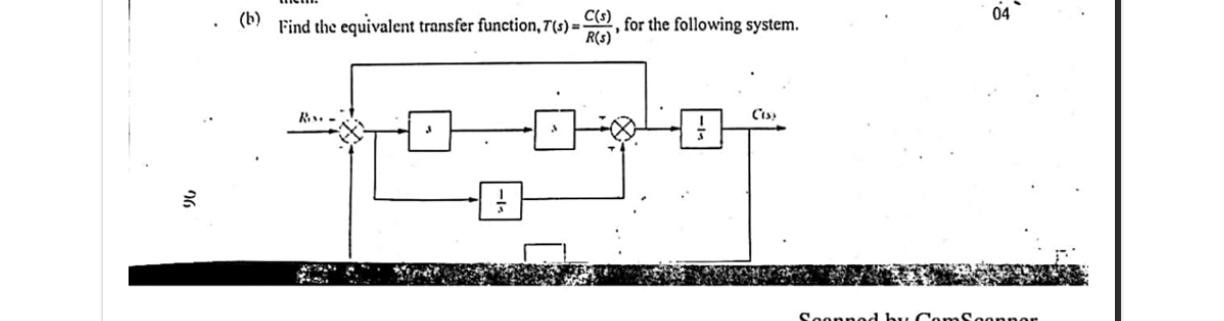 (b) Find the equivalent transfer function, T(s) = C(s)/R(s), for the following system.
04
C(s)
s
s
1/s
1/s
Scanned by CamScanner